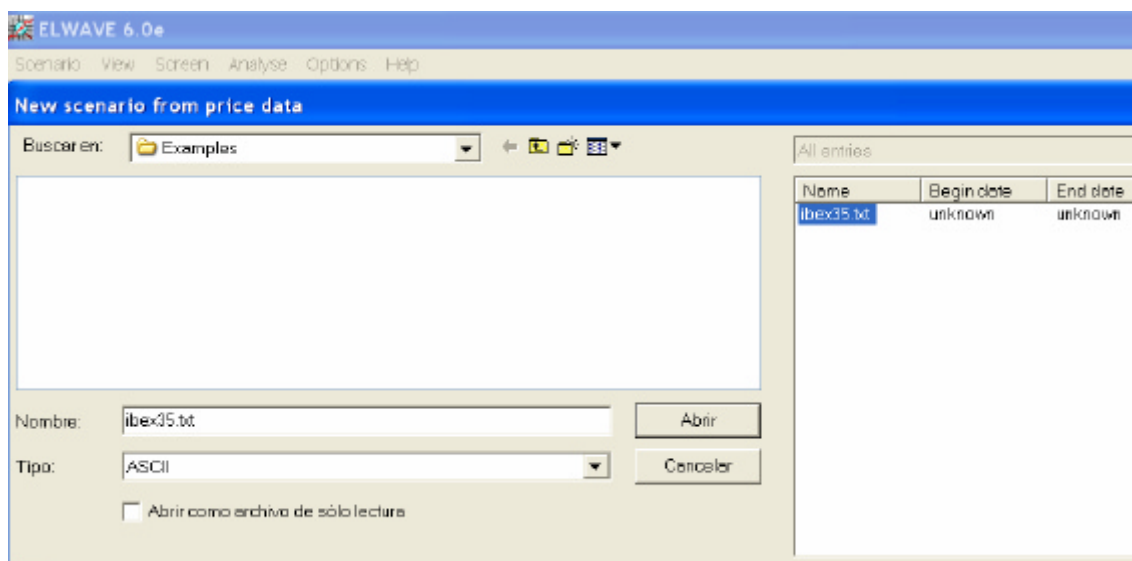 ELWAVE 6.0e
Scenario View Screen Analyse Options Help
New scenario from price data
Buscar en: Examples
All entries
Name Begin date End date
ibex35.txt unknown unknown
Nombre: ibex35.txt Abrir
Tipo: ASCII Cancelar
Abrir como archivo de sólo lectura